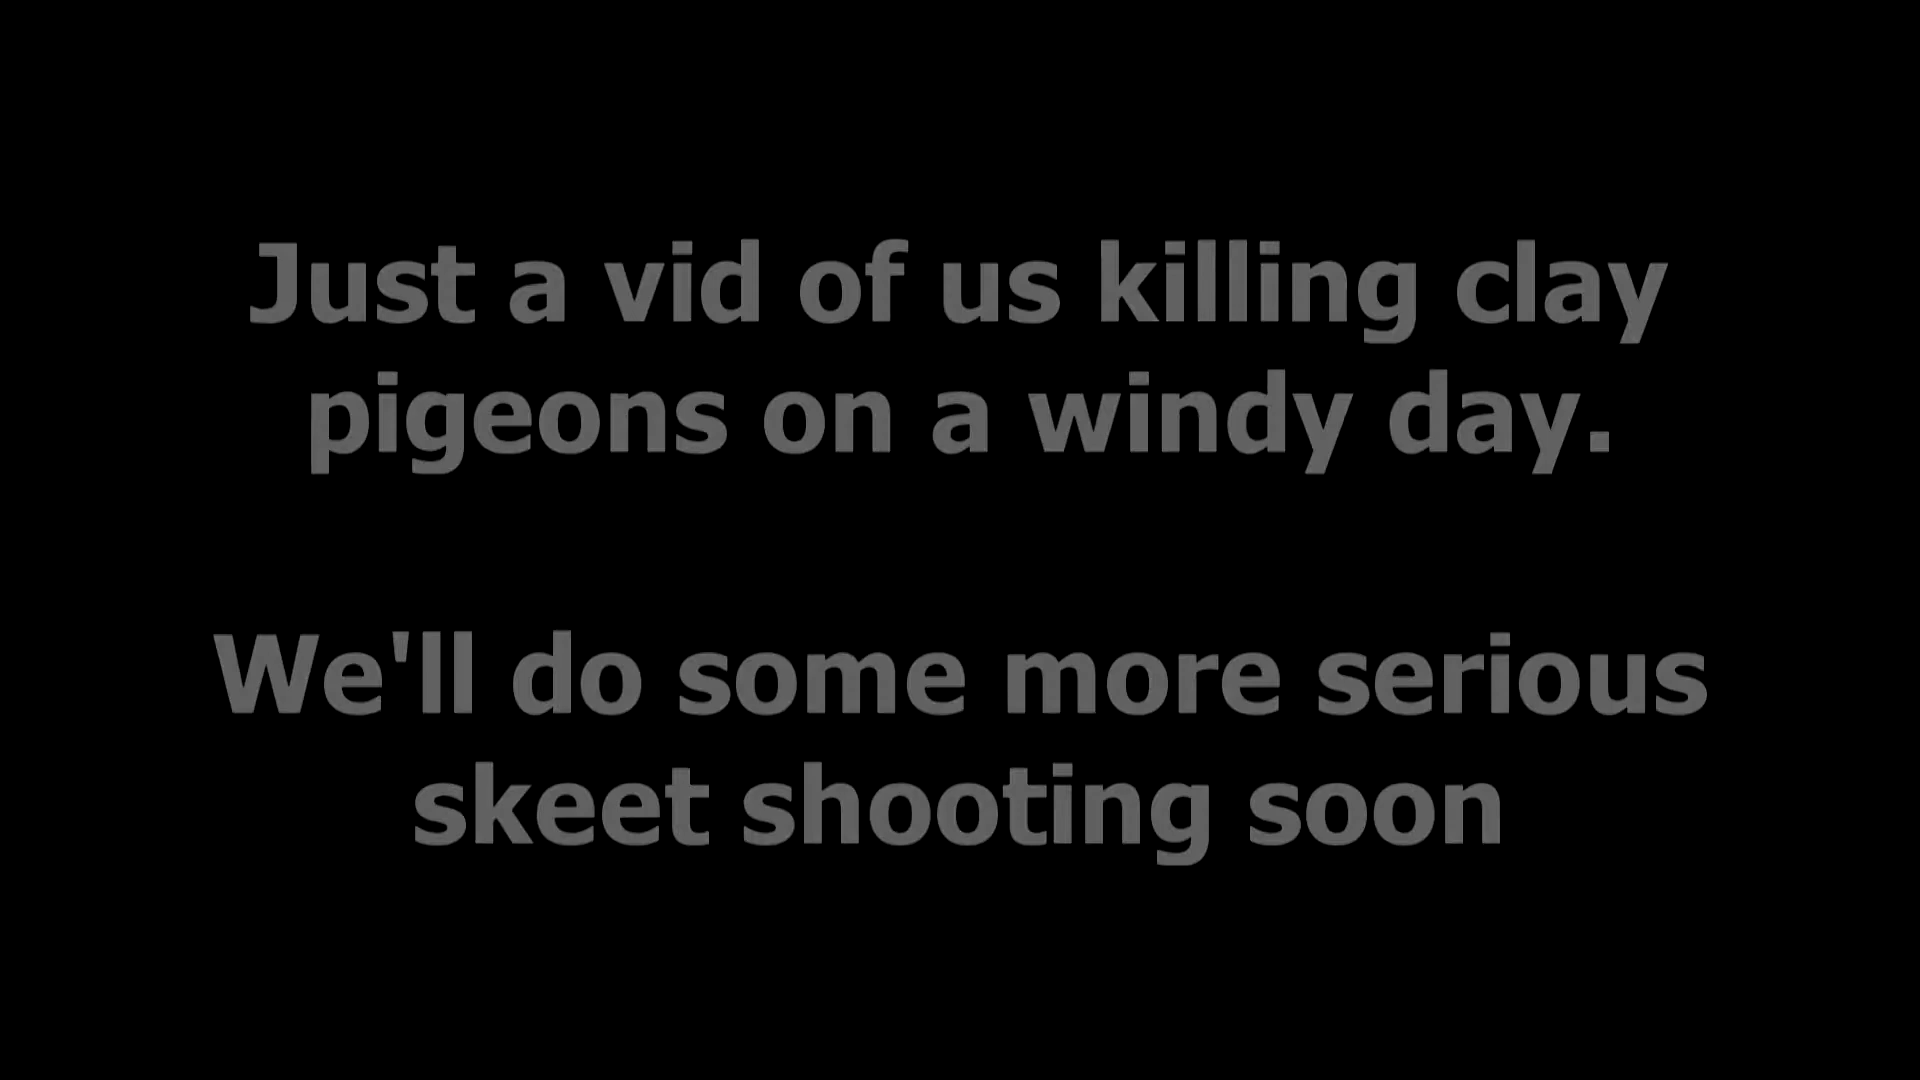 Just a vid of us killing clay
pigeons on a windy day.
We'll do some more serious
skeet shooting soon